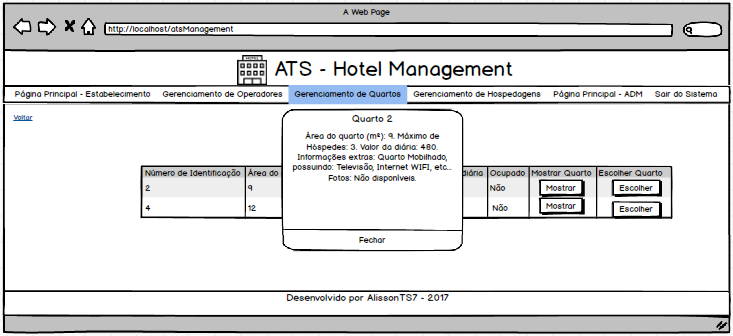 A Web Page
http://localhost/atsManagement
HOTEL
ATS - Hotel Management
Página Principal - Estabelecimento Gerenciamento de Operadores Gerenciamento de Quartos Gerenciamento de Hospedagens Página Principal - ADM Sair do Sistema
Voltar
Quarto 2
Área do quarto (m²): 9. Máximo de
Hóspedes: 3. Valor da diária: 480.
Informações extras: Quarto Mobilhado,
possuindo: Televisão, Internet WIFI, etc...
Fotos: Não disponíveis.
Fechar
Número de Identificação Área do diária Ocupado Mostrar Quarto Escolher Quarto
2 9 Não Mostrar Escolher
4 12 Não Mostrar Escolher
Desenvolvido por AlissonTS7 - 2017